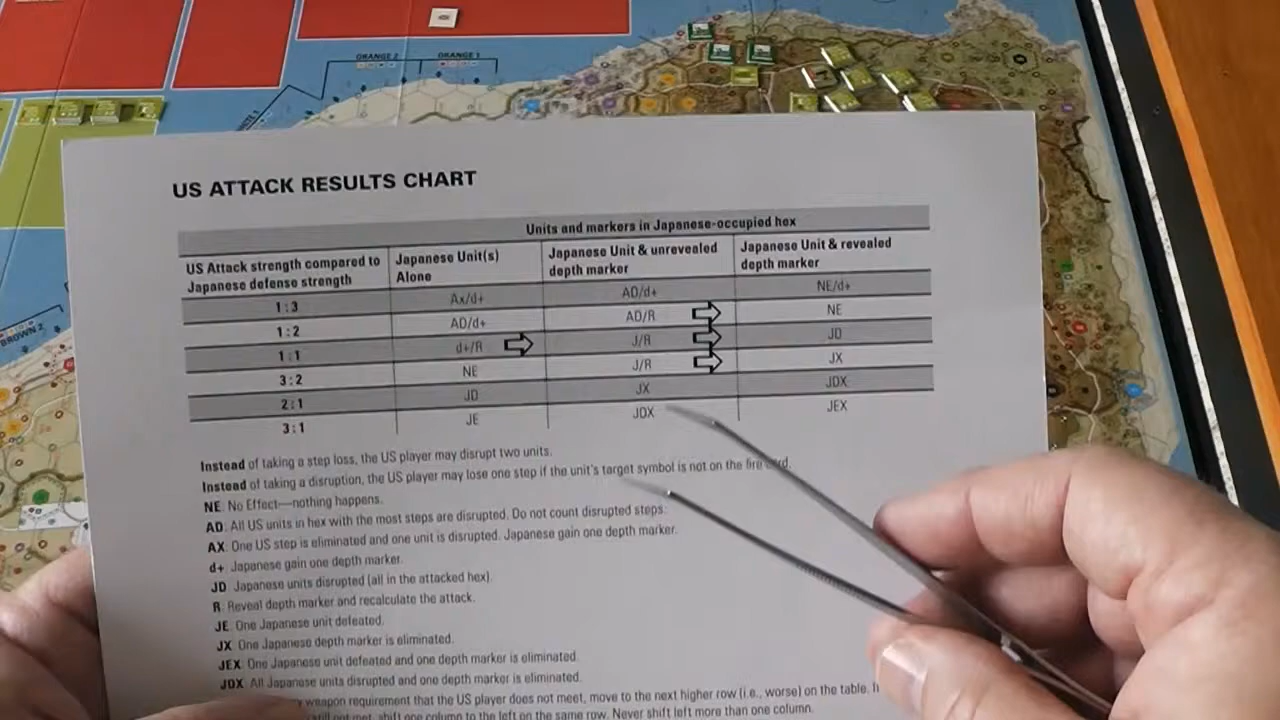 ORANGE 2
ORANGE 1
BROWN 2
US ATTACK RESULTS CHART
Units and markers in Japanese-occupied hex
US Attack strength compared to Japanese defense strength
Japanese Unit(s) Alone
Japanese Unit & unrevealed depth marker
Japanese Unit & revealed depth marker
1:3 Ax/d+ AD/d+ NE/d+
1:2 AD/d+ AD/R NE
1:1 d+/R J/R JD
3:2 NE J/R JX
2:1 JD JX JDX
3:1 JE JDX JEX
Instead of taking a step loss, the US player may disrupt two units.
Instead of taking a disruption, the US player may lose one step if the unit's target symbol is not on the fire card.
NE: No Effect—nothing happens.
AD: All US units in hex with the most steps are disrupted. Do not count disrupted steps.
AX: One US step is eliminated and one unit is disrupted. Japanese gain one depth marker.
d+: Japanese gain one depth marker.
JD: Japanese units disrupted (all in the attacked hex).
R: Reveal depth marker and recalculate the attack.
JE: One Japanese unit defeated.
JX: One Japanese depth marker is eliminated.
JEX: One Japanese unit defeated and one depth marker is eliminated.
JDX: All Japanese units disrupted and one depth marker is eliminated.
weapon requirement that the US player does not meet, move to the next higher row (i.e., worse) on the table. If
still not met, shift one column to the left on the same row. Never shift left more than one column.